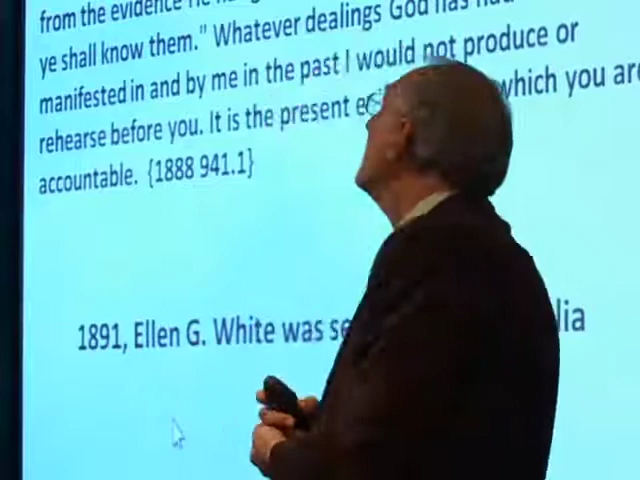 from the evidence He
ye shall know them." Whatever dealings God has had
manifested in and by me in the past I would not produce or
rehearse before you. It is the present which you are
accountable. {1888 941.1}
1891, Ellen G. White was lia